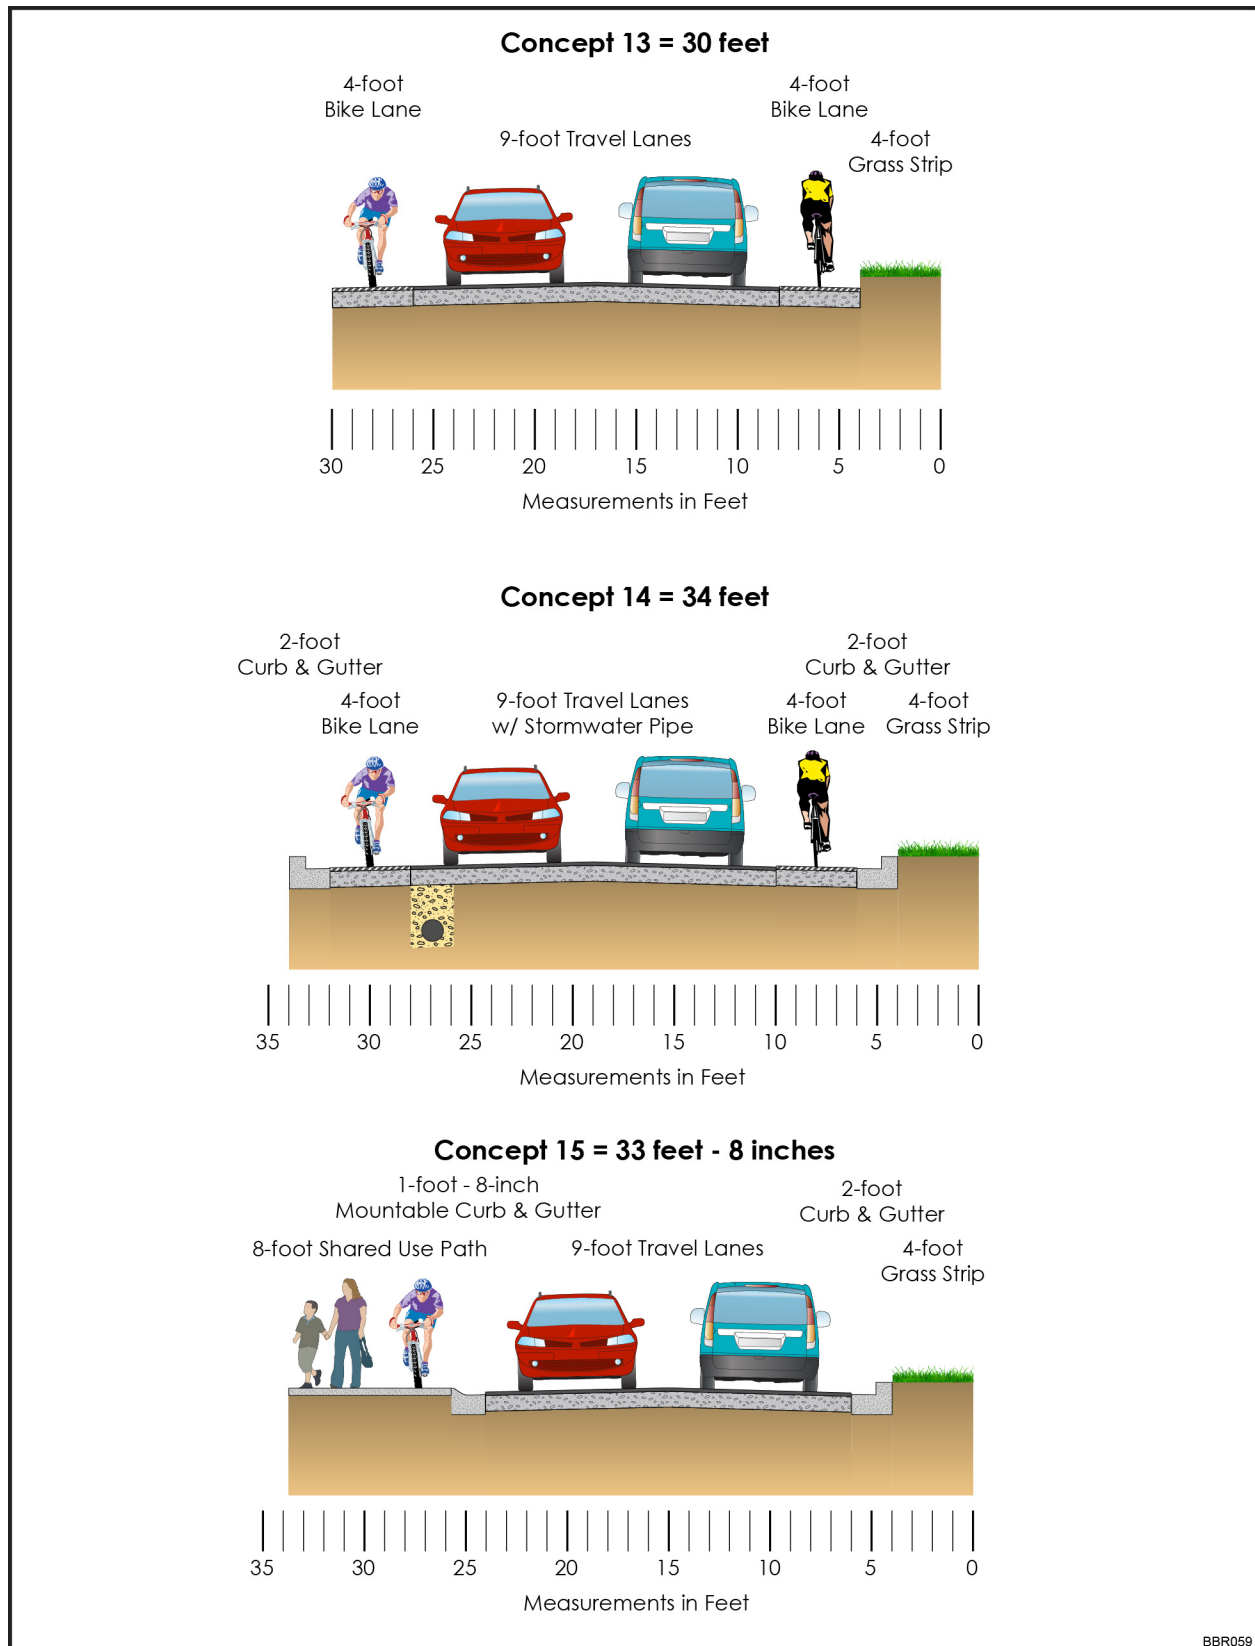 Concept 13 = 30 feet
4-foot
Bike Lane
4-foot
Bike Lane
9-foot Travel Lanes
4-foot
Grass Strip
30 25 20 15 10 5 0
Measurements in Feet
Concept 14 = 34 feet
2-foot
Curb & Gutter
2-foot
Curb & Gutter
4-foot
Bike Lane
9-foot Travel Lanes
w/ Stormwater Pipe
4-foot
Bike Lane
4-foot
Grass Strip
35 30 25 20 15 10 5 0
Measurements in Feet
Concept 15 = 33 feet - 8 inches
1-foot - 8-inch
Mountable Curb & Gutter
2-foot
Curb & Gutter
8-foot Shared Use Path
9-foot Travel Lanes
4-foot
Grass Strip
35 30 25 20 15 10 5 0
Measurements in Feet
BBR059